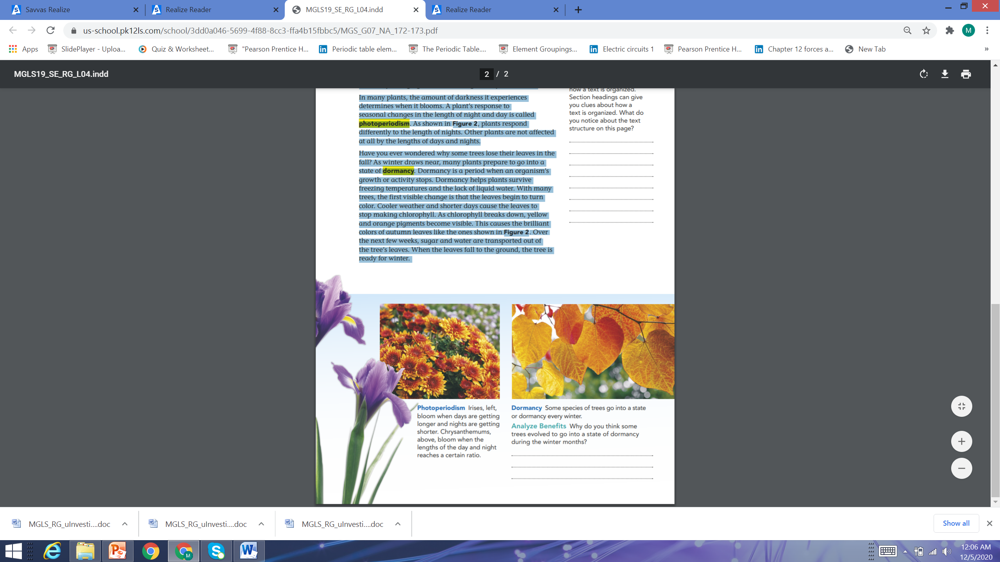 Savvas Realize
Realize Reader
MGLS19_SE_RG_L04.indd
Realize Reader
us-school.pk12ls.com/school/3dd0a046-5699-4f88-8cc3-ffa4b15fbbc5/MGS_G07_NA_172-173.pdf
M
Apps
SlidePlayer - Uploa...
Quiz & Worksheet...
"Pearson Prentice H...
Periodic table elem...
The Periodic Table....
Element Groupings...
Electric circuits 1
Pearson Prentice H...
Chapter 12 forces a...
New Tab
»
MGLS19_SE_RG_L04.indd
2 / 2
In many plants, the amount of darkness it experiences
determines when it blooms. A plant's response to
seasonal changes in the length of night and day is called
photoperiodism. As shown in Figure 2, plants respond
differently to the length of nights. Other plants are not affected
at all by the lengths of days and nights.
Have you ever wondered why some trees lose their leaves in the
fall? As winter draws near, many plants prepare to go into a
state of dormancy. Dormancy is a period when an organism's
growth or activity stops. Dormancy helps plants survive
freezing temperatures and the lack of liquid water. With many
trees, the first visible change is that the leaves begin to turn
color. Cooler weather and shorter days cause the leaves to
stop making chlorophyll. As chlorophyll breaks down, yellow
and orange pigments become visible. This causes the brilliant
colors of autumn leaves like the ones shown in Figure 2. Over
the next few weeks, sugar and water are transported out of
the tree's leaves. When the leaves fall to the ground, the tree is
ready for winter.
how a text is organized.
Section headings can give
you clues about how a
text is organized. What do
you notice about the text
structure on this page?
Photoperiodism Irises, left,
bloom when days are getting
longer and nights are getting
shorter. Chrysanthemums,
above, bloom when the
lengths of the day and night
reaches a certain ratio.
Dormancy Some species of trees go into a state
or dormancy every winter.
Analyze Benefits Why do you think some
trees evolved to go into a state of dormancy
during the winter months?
MGLS_RG_uInvesti....doc
MGLS_RG_uInvesti....doc
MGLS_RG_uInvesti....doc
Show all
12:06 AM
12/5/2020